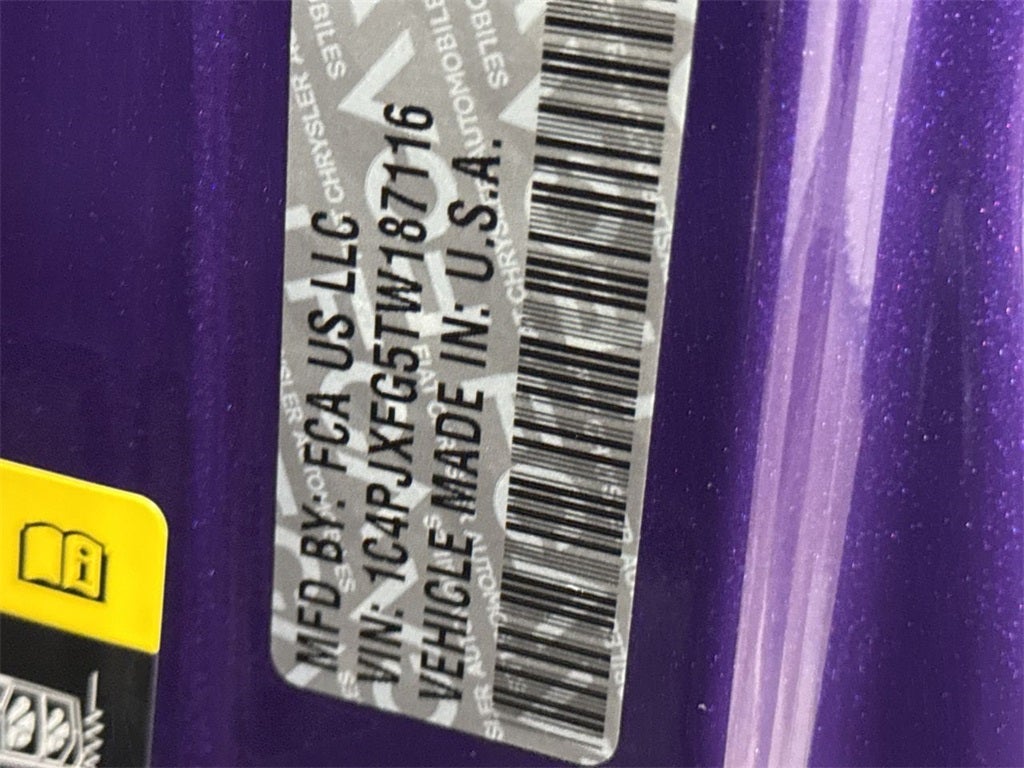 MFD BY: FCA US LLC
VIN: 1C4PJXFG5TW187116
VEHICLE MADE IN: U.S.A.